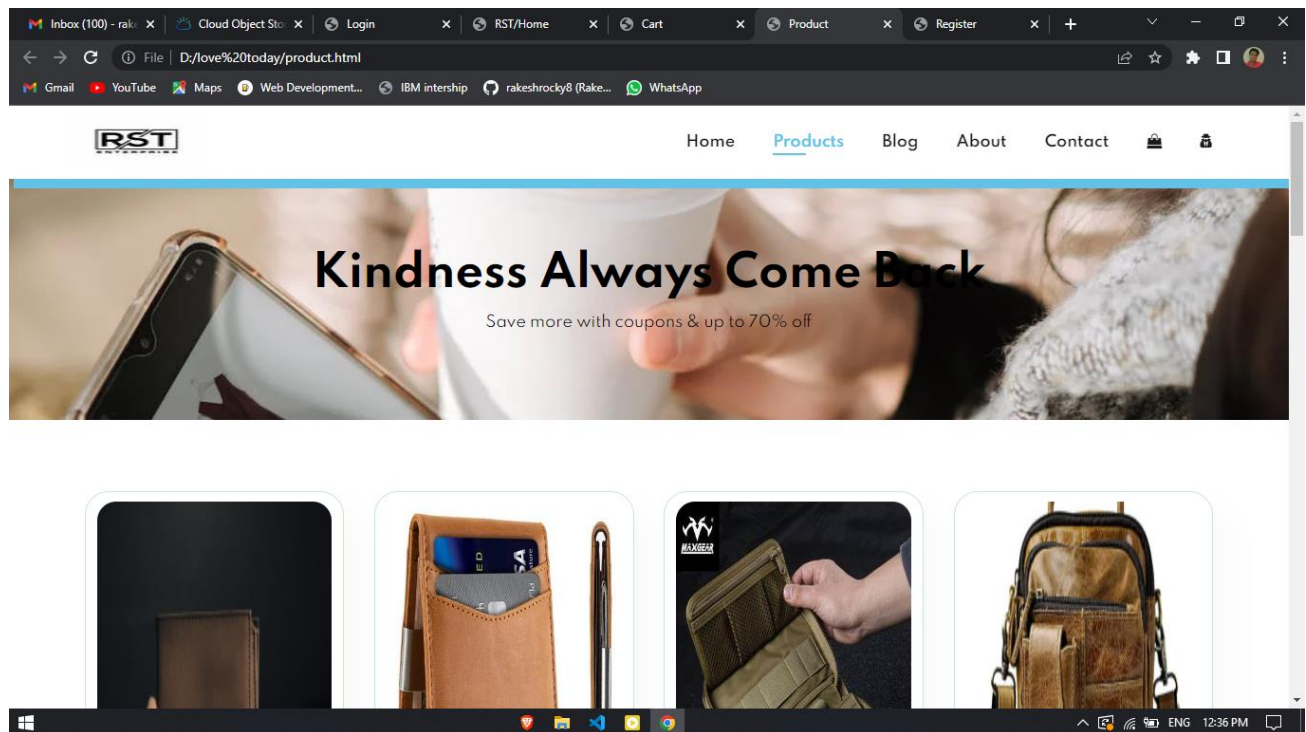 Inbox (100) - rake
Cloud Object Sto
Login
RST/Home
Cart
Product
Register
File
D:/love%20today/product.html
Gmail
YouTube
Maps
Web Development...
IBM intership
rakeshrocky8 (Rake...
WhatsApp
RST
ENTERPRISE
Home
Products
Blog
About
Contact
Kindness Always Come Back
Save more with coupons & up to 70% off
MAXGEAR
ENG
12:36 PM